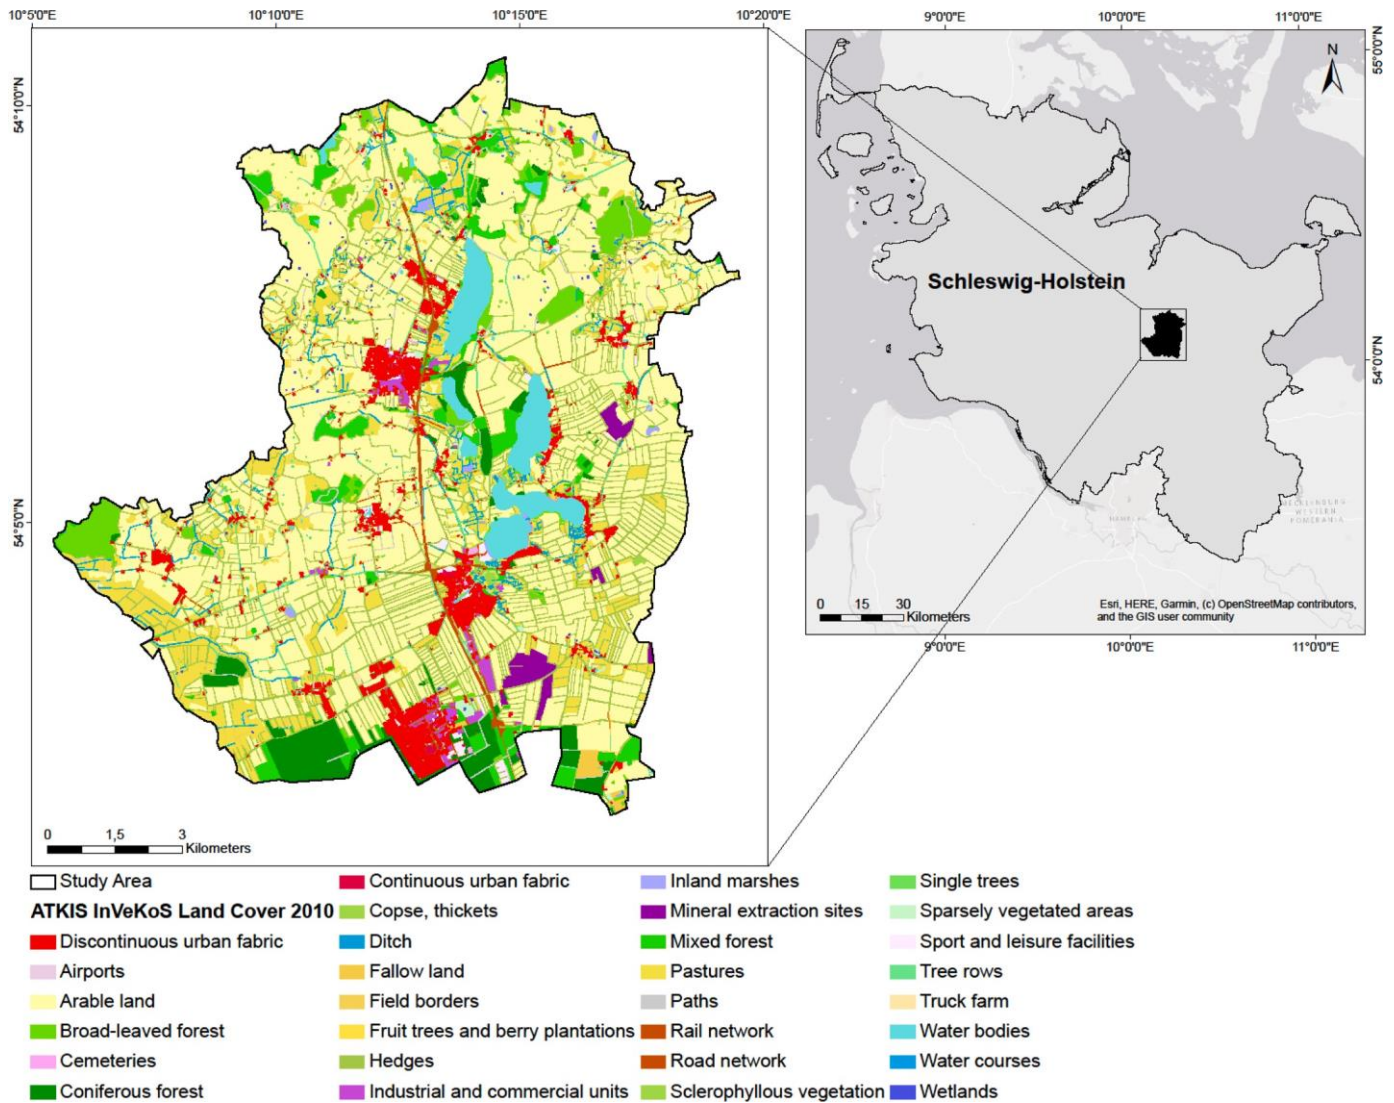 10°5'0"E
10°10'0"E
10°15'0"E
10°20'0"E
9°0'0"E
10°0'0"E
11°0'0"E
54°10'0"N
54°5'0"N
55°0'0"N
54°0'0"N
N
Schleswig-Holstein
MECKLENBURG-
WESTERN
POMERANIA
0 15 30
Kilometers
Esri, HERE, Garmin, (c) OpenStreetMap contributors,
and the GIS user community
9°0'0"E
10°0'0"E
11°0'0"E
0 1,5 3
Kilometers
Study Area
ATKIS InVeKoS Land Cover 2010
Discontinuous urban fabric
Airports
Arable land
Broad-leaved forest
Cemeteries
Coniferous forest
Continuous urban fabric
Copse, thickets
Ditch
Fallow land
Field borders
Fruit trees and berry plantations
Hedges
Industrial and commercial units
Inland marshes
Mineral extraction sites
Mixed forest
Pastures
Paths
Rail network
Road network
Sclerophyllous vegetation
Single trees
Sparsely vegetated areas
Sport and leisure facilities
Tree rows
Truck farm
Water bodies
Water courses
Wetlands